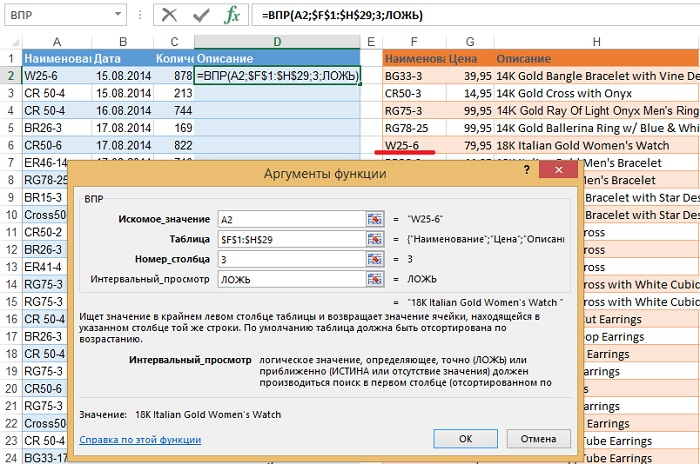 ВПР =ВПР(A2;$F$1:$H$29;3;ЛОЖЬ)
A B C D E F G H
1 Дата Описание Цена Описание
2 W25-6 15.08.2014 878 =ВПР(A2;$F$1:$H$29;3;ЛОЖЬ) BG33-3 39,95 14K Gold Bangle Bracelet with Vine De
3 CR 50-4 15.08.2014 213 CR50-3 14,95 14K Gold Cross with Onyx
4 CR 50-4 16.08.2014 744 RG75-3 99,95 14K Gold Ray Of Light Onyx Men's Ring
5 BR26-3 17.08.2014 169 RG78-25 99,95 14K Gold Ballerina Ring w/ Blue & Whi
6 CR50-6 17.08.2014 822 W25-6 79,95 18K Italian Gold Women's Watch
7 ER46-14 Men's Bracelet
8 RG78-25 Men's Bracelet
9 BR15-3 Bracelet with Star Des
10 Cross50- Bracelet with Star Des
11 CR50-2 ross
12 BR26-3 ross
13 ER41-4 ross
14 RG75-3 ross with White Cubic
15 RG75-3 ross with White Cubic
16 CR 50-4 ut Earrings
17 BR26-3 op Earrings
18 CR 50-4 Earrings
19 RG75-3 arrings
20 CR50-6 s
21 RG75-3 arrings
22 Cross50- Earrings
23 CR 50-4 Tube Earrings
24 BG33-17 Tube Earrings
Аргументы функции ?
ВПР
Искомое_значение A2 = "W25-6"
Таблица $F$1:$H$29 = {"Наименование";"Цена";"Описани
Номер_столбца 3 = 3
Интервальный_просмотр ЛОЖЬ = ЛОЖЬ
= "18K Italian Gold Women's Watch "
Ищет значение в крайнем левом столбце таблицы и возвращает значение ячейки, находящейся в
указанном столбце той же строки. По умолчанию таблица должна быть отсортирована по
возрастанию.
Интервальный_просмотр логическое значение, определяющее, точно (ЛОЖЬ) или
приближенно (ИСТИНА или отсутствие значения) должен
производиться поиск в первом столбце (отсортированном по
Значение: 18K Italian Gold Women's Watch
Справка по этой функции OK Отмена